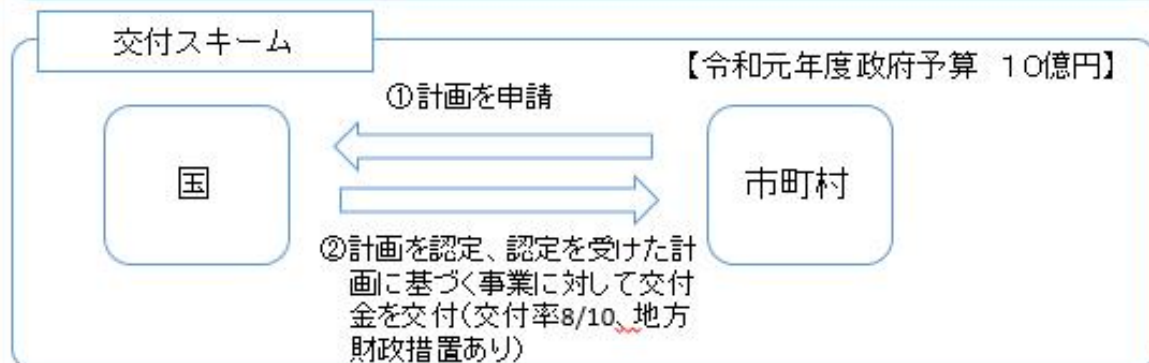 交付スキーム
【令和元年度政府予算　１０億円】
①計画を申請
国
市町村
②計画を認定、認定を受けた計
画に基づく事業に対して交付
金を交付(交付率8/10、地方
財政措置あり)